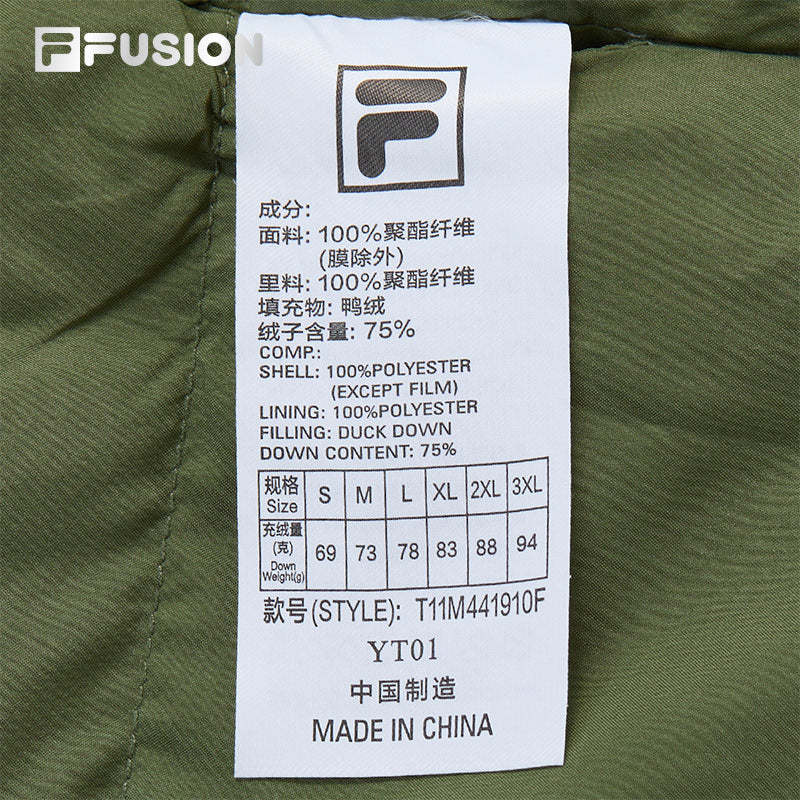 FUSION
成分:
面料: 100%聚酯纤维
(膜除外)
里料: 100%聚酯纤维
填充物: 鸭绒
绒子含量: 75%
COMP.:
SHELL: 100%POLYESTER
(EXCEPT FILM)
LINING: 100%POLYESTER
FILLING: DUCK DOWN
DOWN CONTENT: 75%
规格 Size S M L XL 2XL 3XL
充绒量 (克) Down Weight(g) 69 73 78 83 88 94
款号(STYLE): T11M441910F
YT01
中国制造
MADE IN CHINA